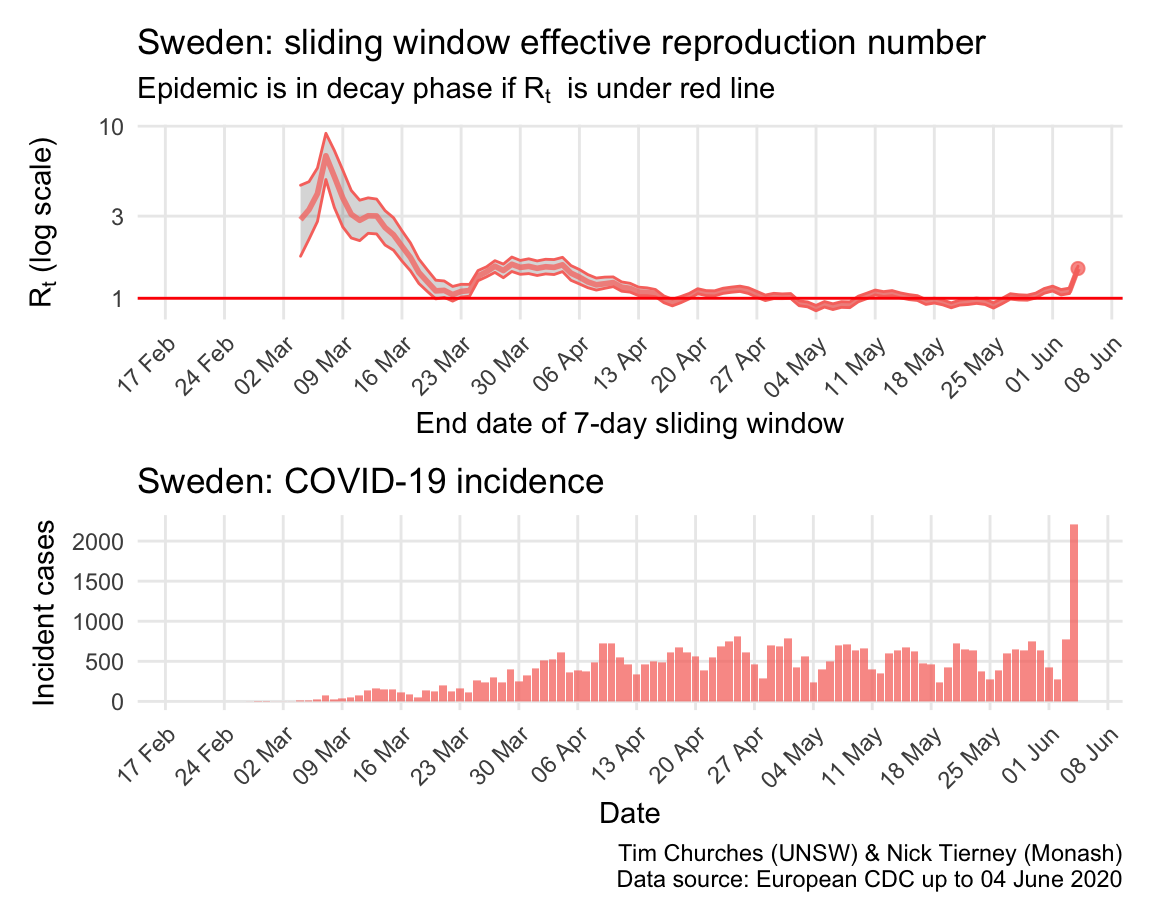 Sweden: sliding window effective reproduction number
Epidemic is in decay phase if Rt is under red line
Rt (log scale)
10
3
1
17 Feb
24 Feb
02 Mar
09 Mar
16 Mar
23 Mar
30 Mar
06 Apr
13 Apr
20 Apr
27 Apr
04 May
11 May
18 May
25 May
01 Jun
08 Jun
End date of 7-day sliding window
Sweden: COVID-19 incidence
Incident cases
2000
1500
1000
500
0
17 Feb
24 Feb
02 Mar
09 Mar
16 Mar
23 Mar
30 Mar
06 Apr
13 Apr
20 Apr
27 Apr
04 May
11 May
18 May
25 May
01 Jun
08 Jun
Date
Tim Churches (UNSW) & Nick Tierney (Monash)
Data source: European CDC up to 04 June 2020